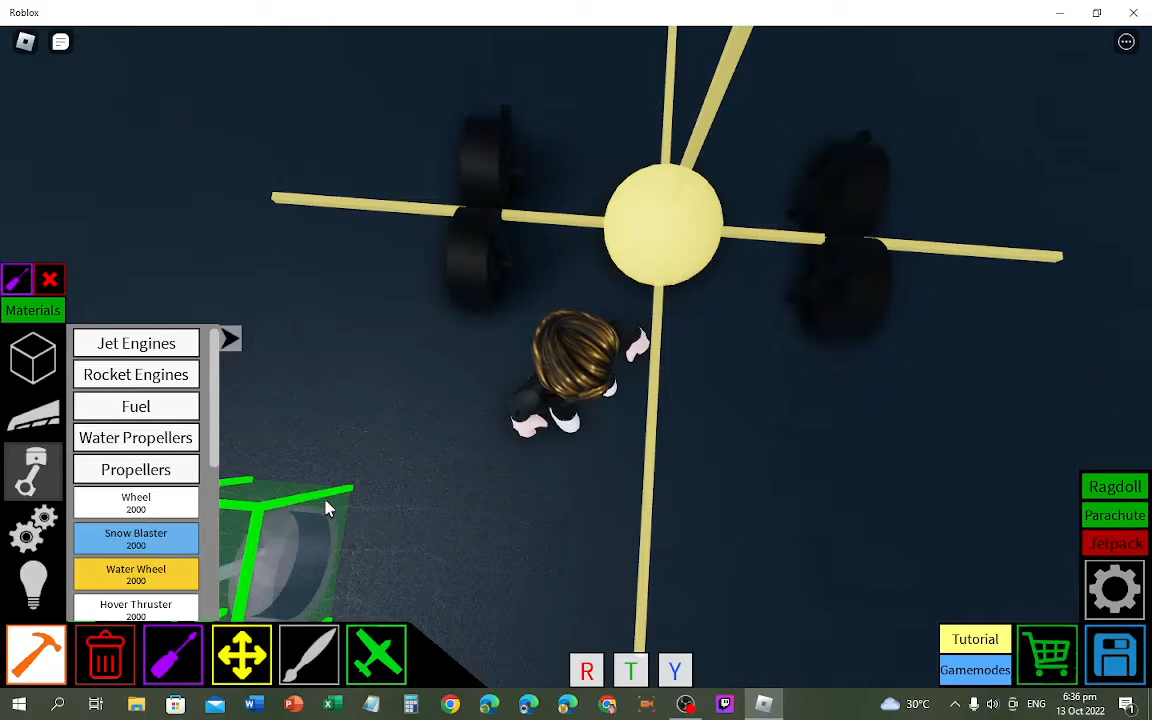 Roblox
Materials
Jet Engines
Rocket Engines
Fuel
Water Propellers
Propellers
Wheel
2000
Snow Blaster
2000
Water Wheel
2000
Hover Thruster
2000
R T Y
Ragdoll
Parachute
Jetpack
Tutorial
Gamemodes
30°C
ENG
6:36 pm
13 Oct 2022